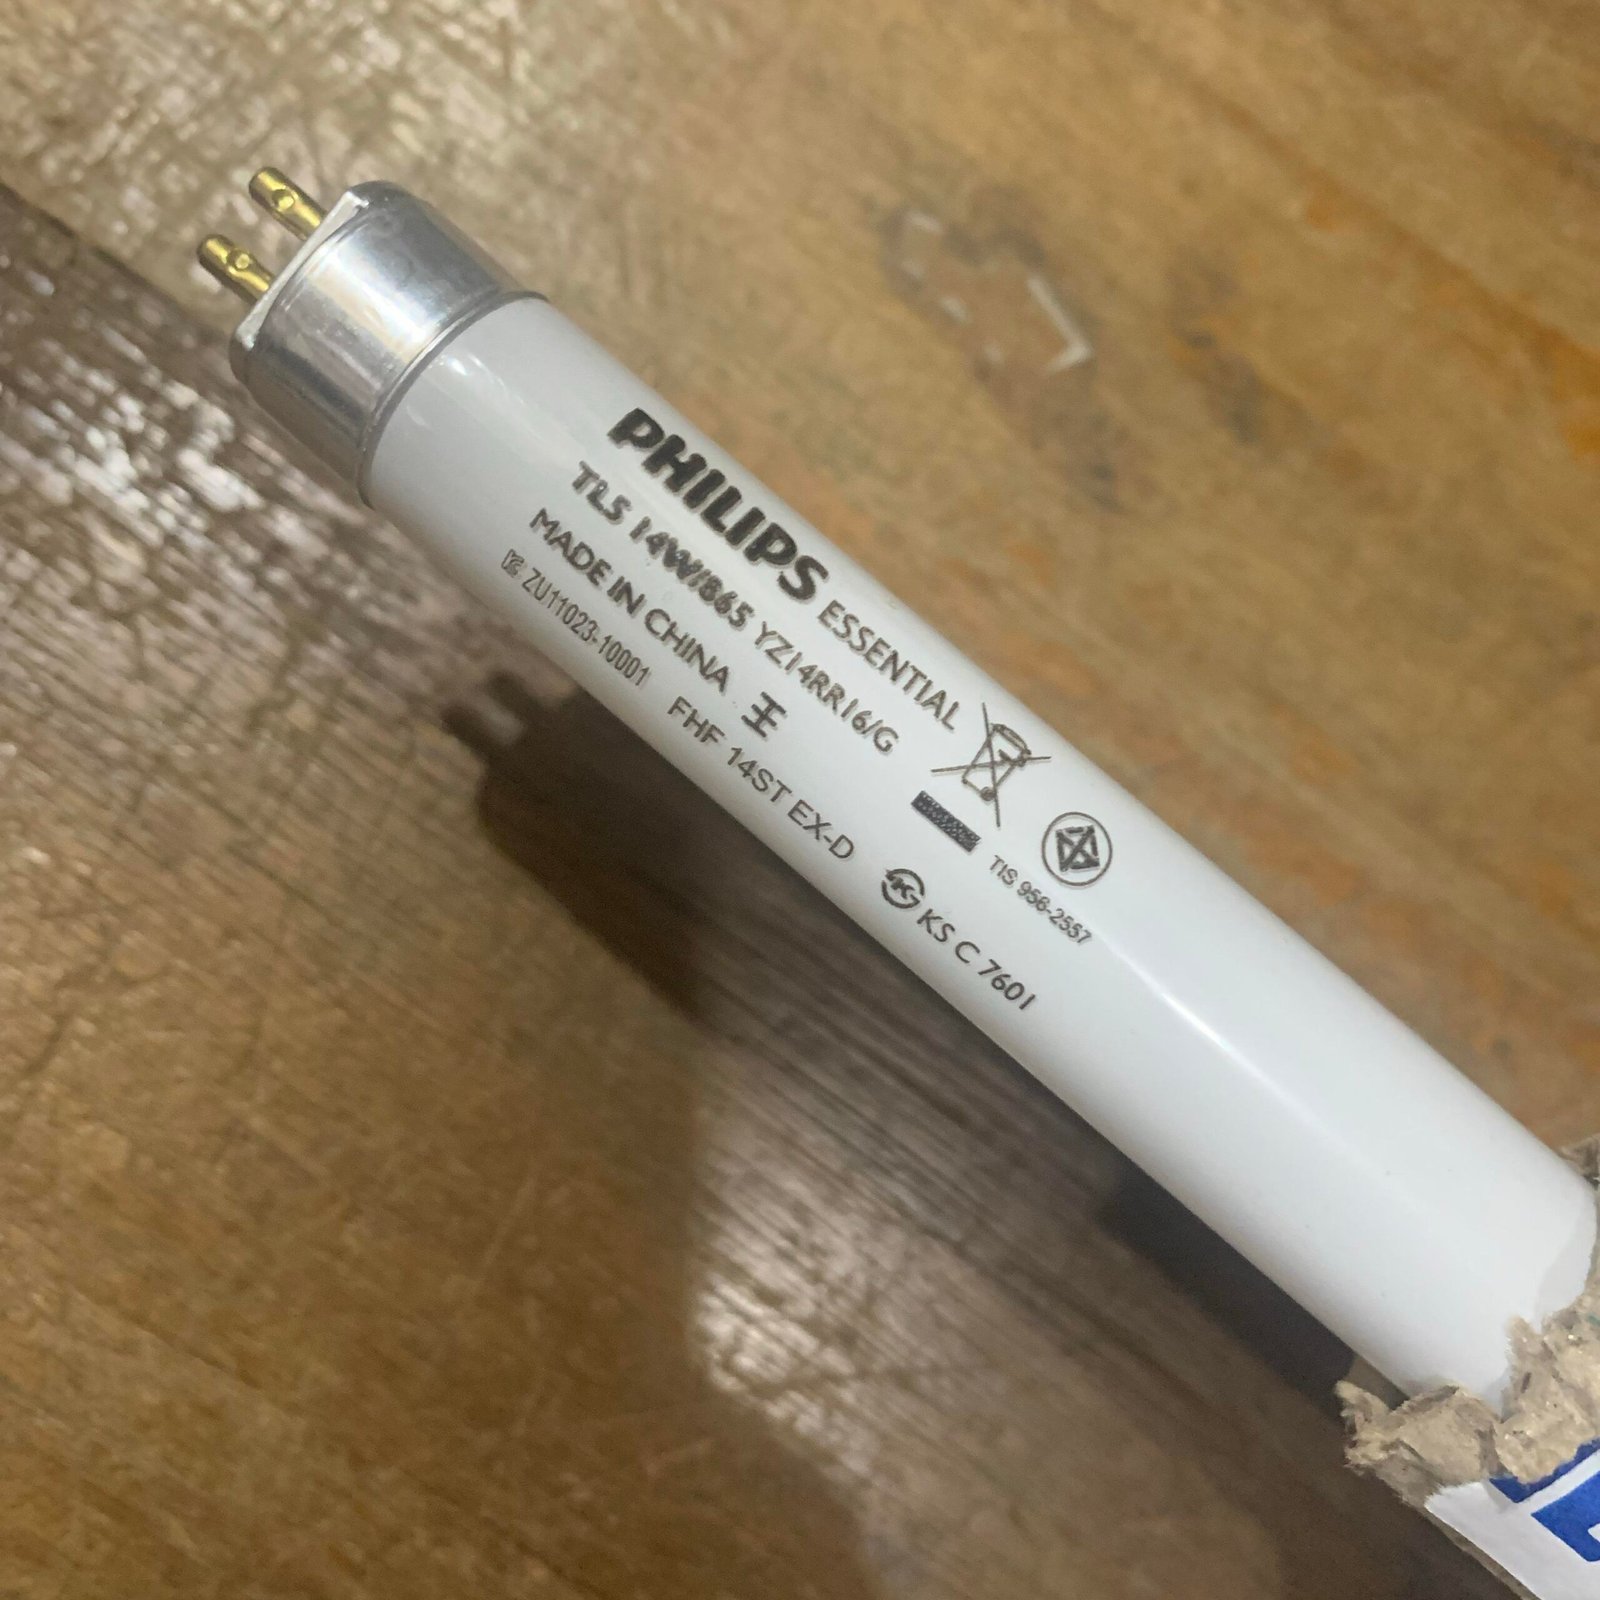 PHILIPS ESSENTIAL
TL5 14W/865 YZ14RR16/G
MADE IN CHINA
ZU11023-10001 FHF 14ST EX-D
TIS 956-2557
KS C 7601